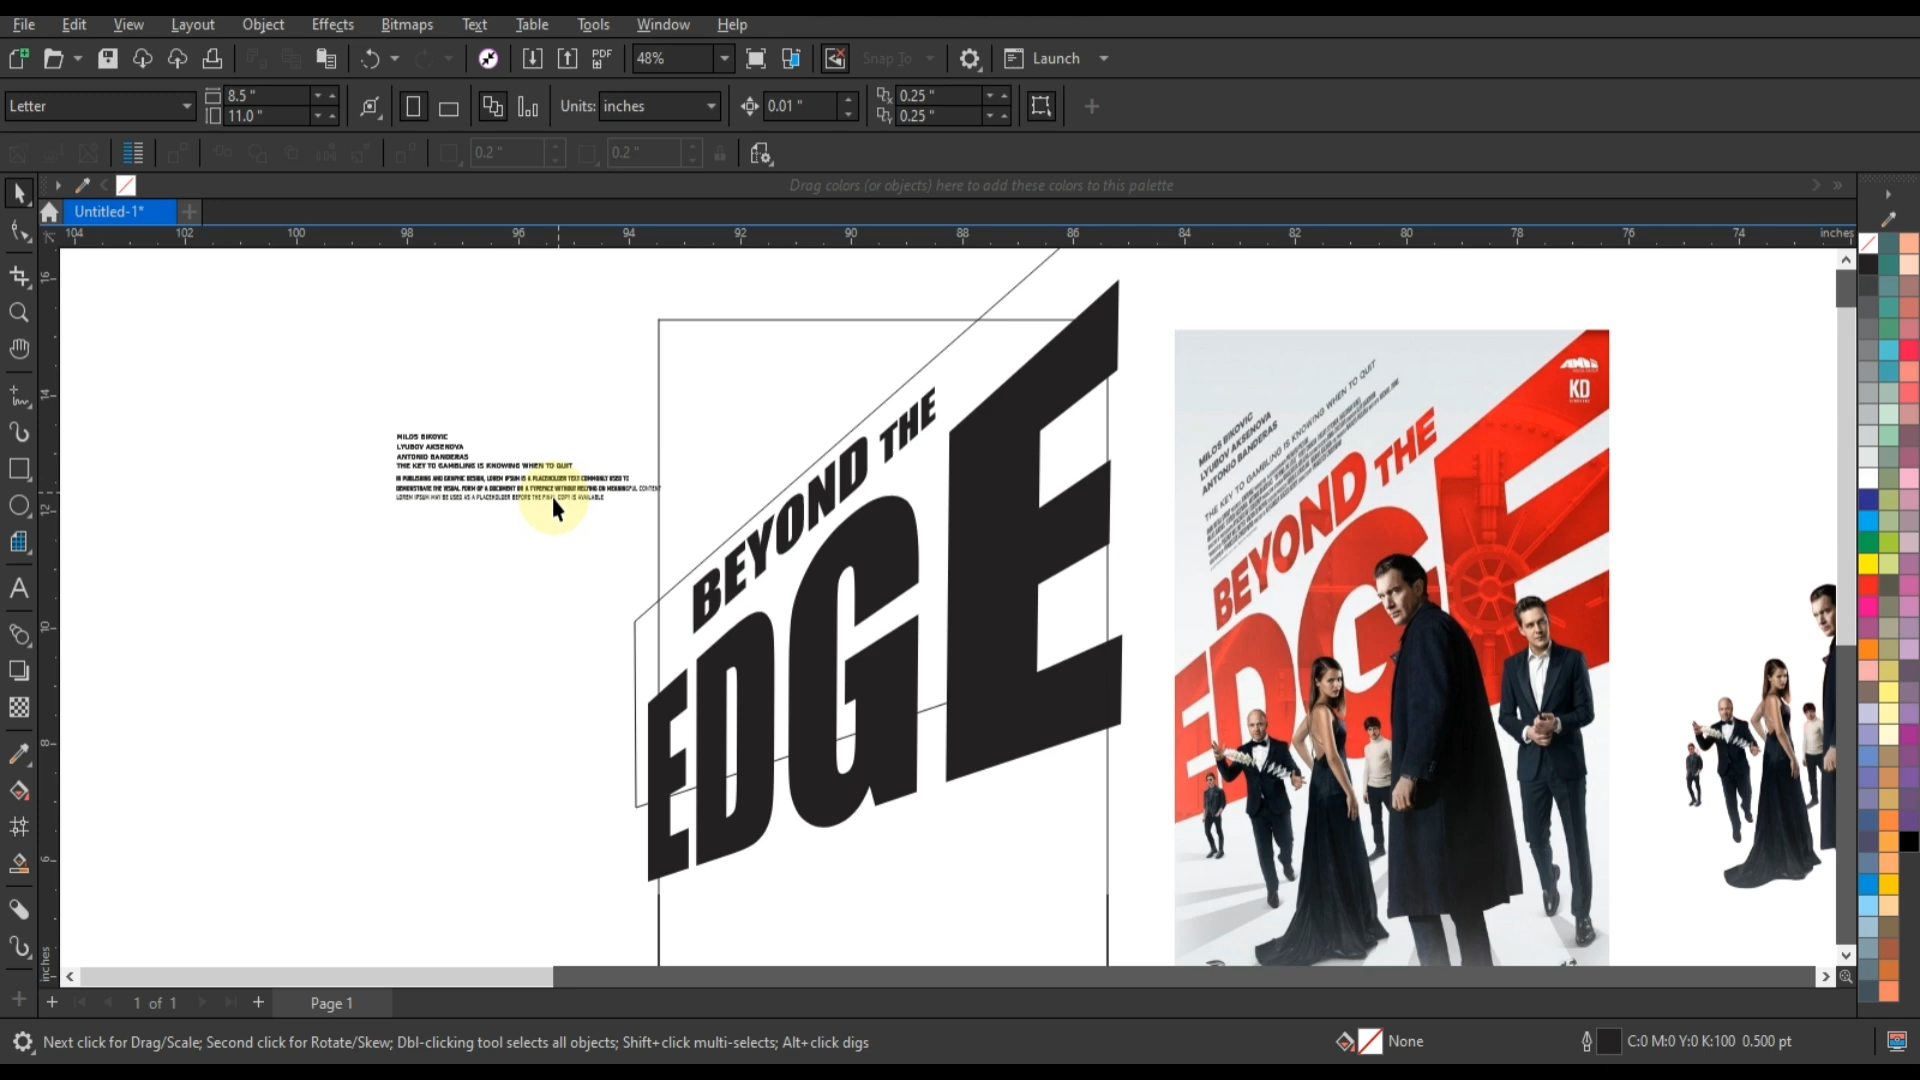 File Edit View Layout Object Effects Bitmaps Text Table Tools Window Help
PDF 48% Snap To Launch
Letter 8.5 " 11.0 " Units: inches 0.01 " 0.25 " 0.25 "
0.2 " 0.2 "
Drag colors (or objects) here to add these colors to this palette
Untitled-1*
104 102 100 98 96 94 92 90 88 86 84 82 80 78 76 74 inches
16
14
12
10
8
6
inches
MILOS BIKOVIC
LYUBOV AKSENOVA
ANTONIO BANDERAS
THE KEY TO GAMBLING IS KNOWING WHEN TO QUIT
IN PUBLISHING AND GRAPHIC DESIGN, LOREM IPSUM IS A PLACEHOLDER TEXT COMMONLY USED TO
DEMONSTRATE THE VISUAL FORM OF A DOCUMENT OR A TYPEFACE WITHOUT RELYING ON MEANINGFUL CONTENT
LOREM IPSUM MAY BE USED AS A PLACEHOLDER BEFORE THE FINAL COPY IS AVAILABLE
BEYOND THE
EDGE
KD
MILOS BIKOVIC
LYUBOV AKSENOVA
ANTONIO BANDERAS
THE KEY TO GAMBLING IS KNOWING WHEN TO QUIT
BEYOND THE
EDGE
1 of 1 Page 1
Next click for Drag/Scale; Second click for Rotate/Skew; Dbl-clicking tool selects all objects; Shift+click multi-selects; Alt+click digs
None C:0 M:0 Y:0 K:100 0.500 pt